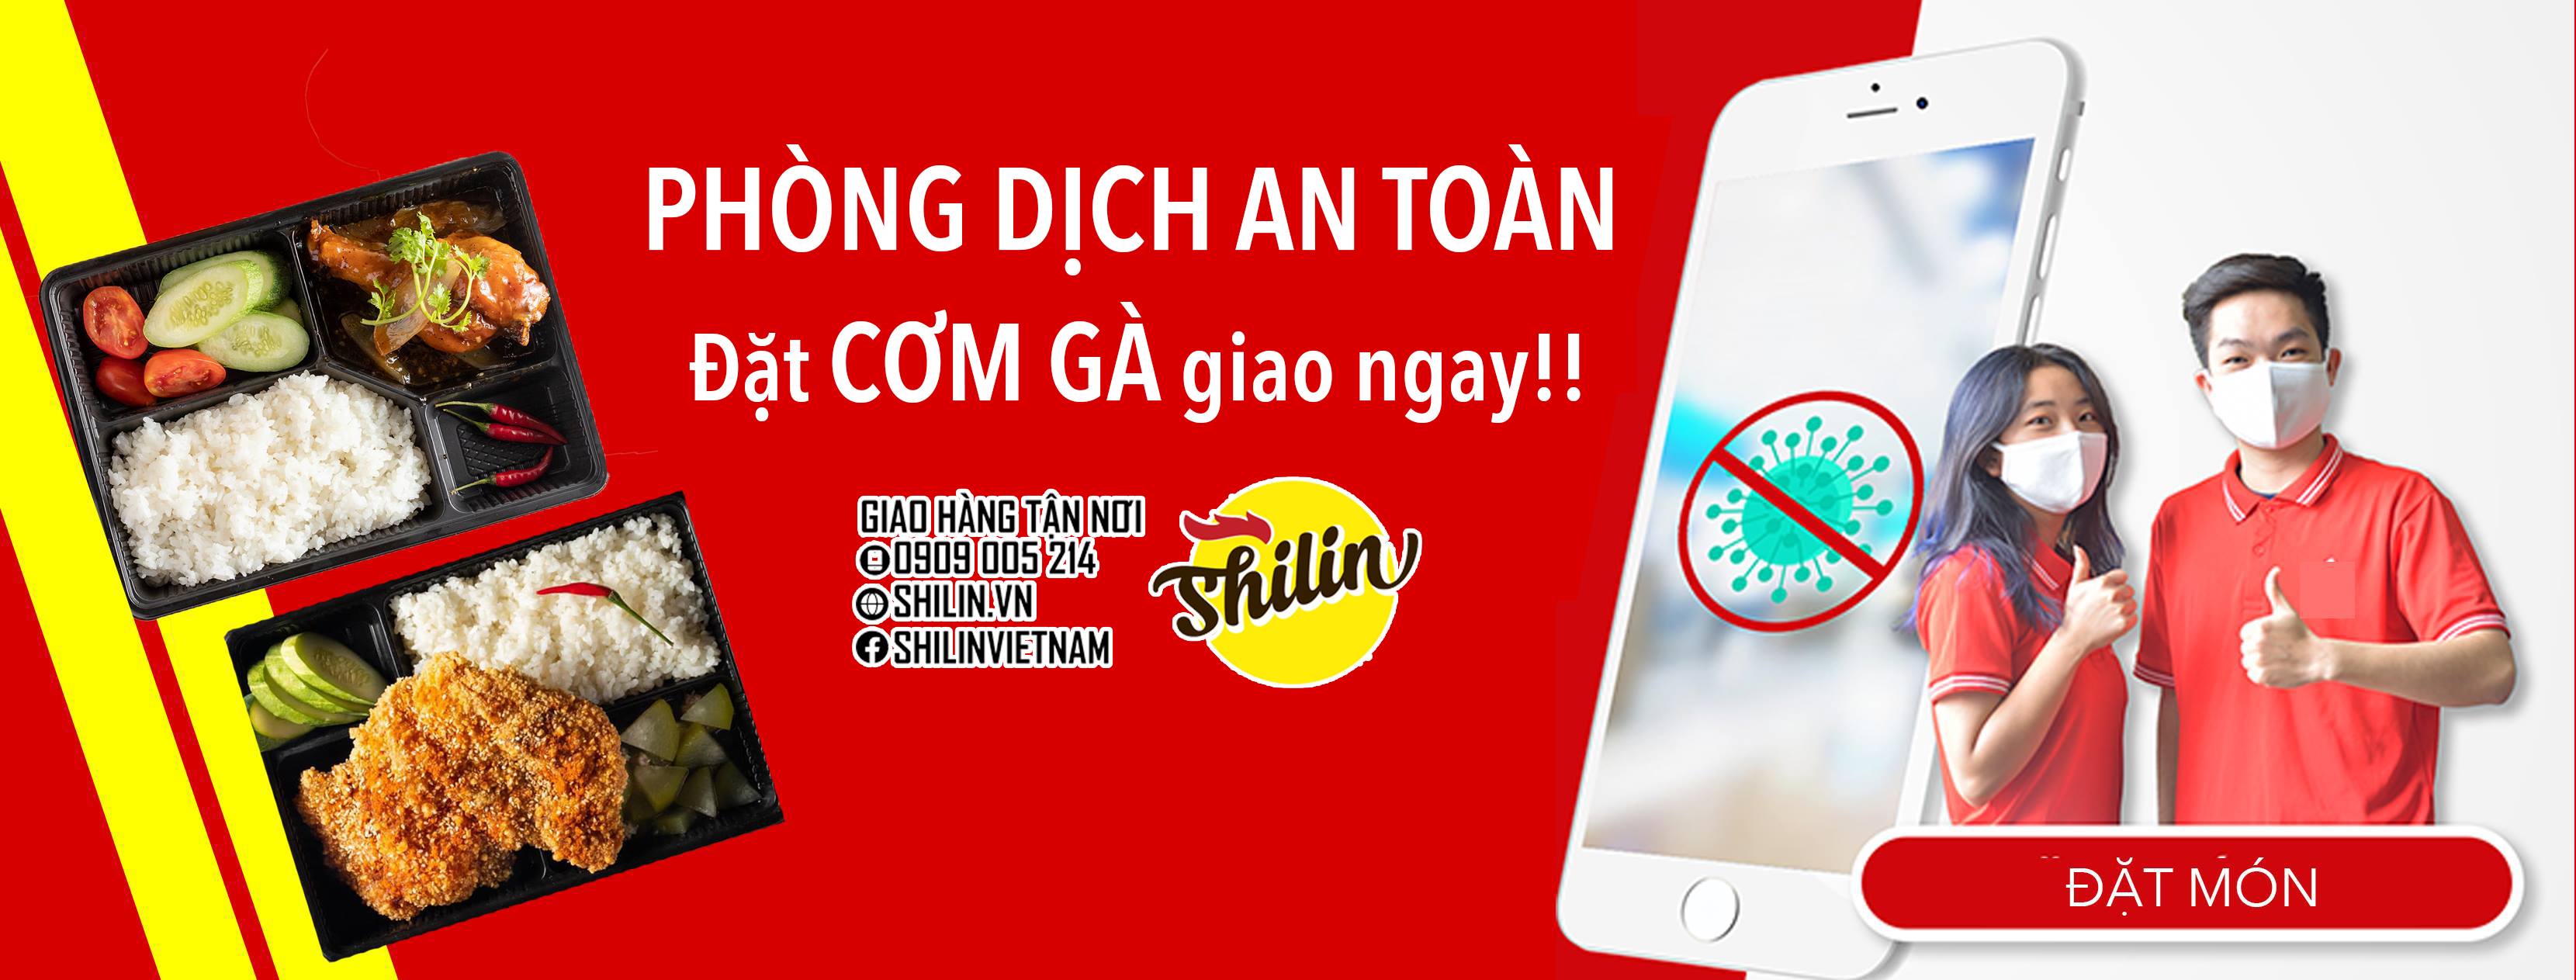 PHÒNG DỊCH AN TOÀN
Đặt CƠM GÀ giao ngay!!
GIAO HÀNG TẬN NƠI
0909 005 214
SHILIN.VN
SHILINVIETNAM
Shilin
ĐẶT MÓN